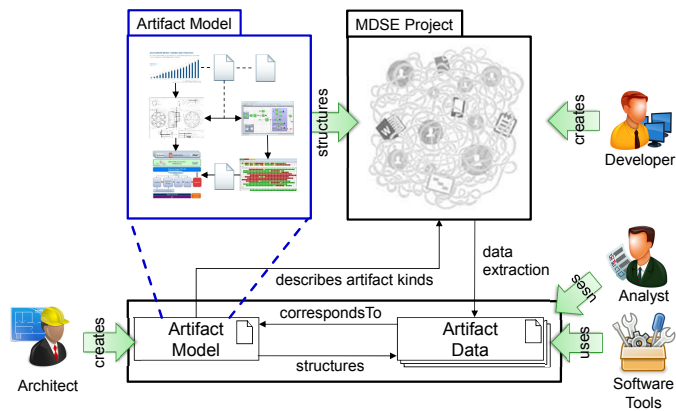 Artifact Model
MDSE Project
structures
creates
Developer
describes artifact kinds
data
extraction
uses
Analyst
creates
Architect
Artifact
Model
correspondsTo
structures
Artifact
Data
uses
Software
Tools